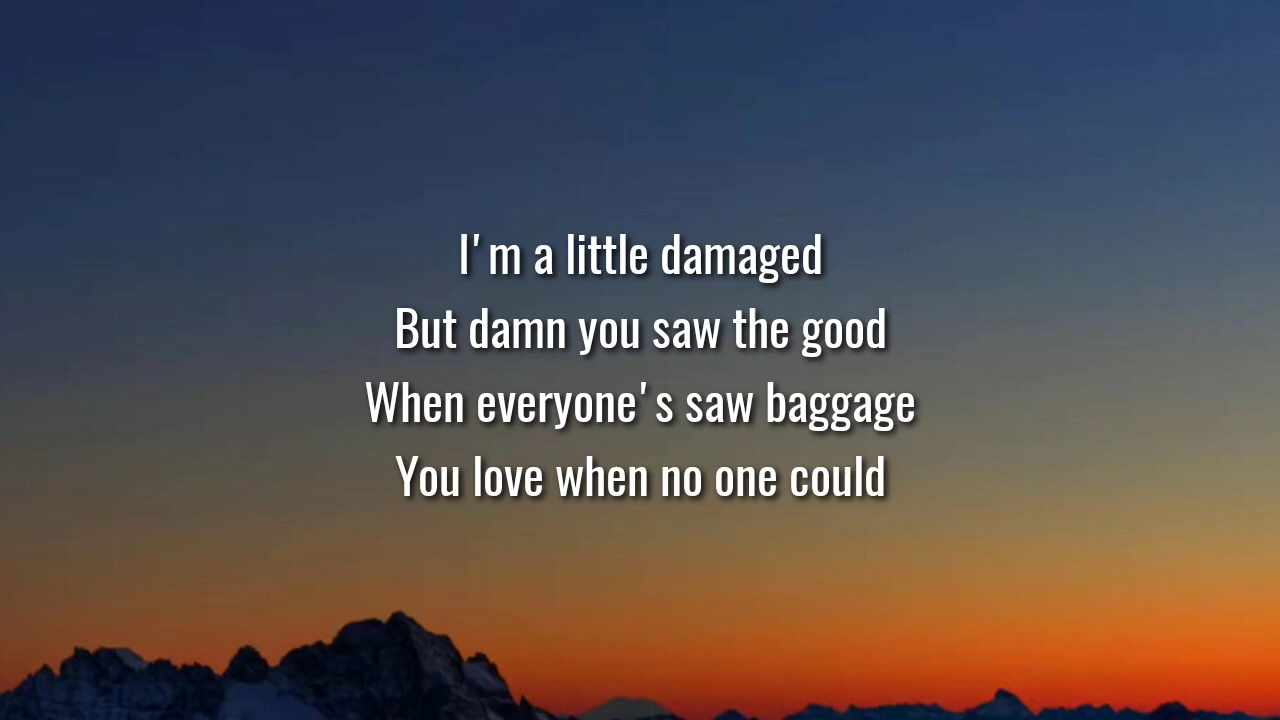 I'm a little damaged
But damn you saw the good
When everyone's saw baggage
You love when no one could